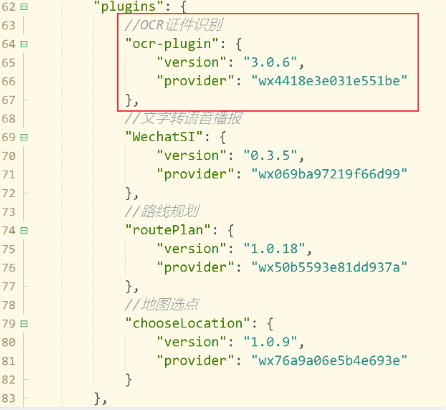 62 "plugins": {
63 //OCR证件识别
64 "ocr-plugin": {
65 "version": "3.0.6",
66 "provider": "wx4418e3e031e551be"
67 },
68 //文字转语音播报
69 "WechatSI": {
70 "version": "0.3.5",
71 "provider": "wx069ba97219f66d99"
72 },
73 //路线规划
74 "routePlan": {
75 "version": "1.0.18",
76 "provider": "wx50b5593e81dd937a"
77 },
78 //地图选点
79 "chooseLocation": {
80 "version": "1.0.9",
81 "provider": "wx76a9a06e5b4e693e"
82 }
83 },